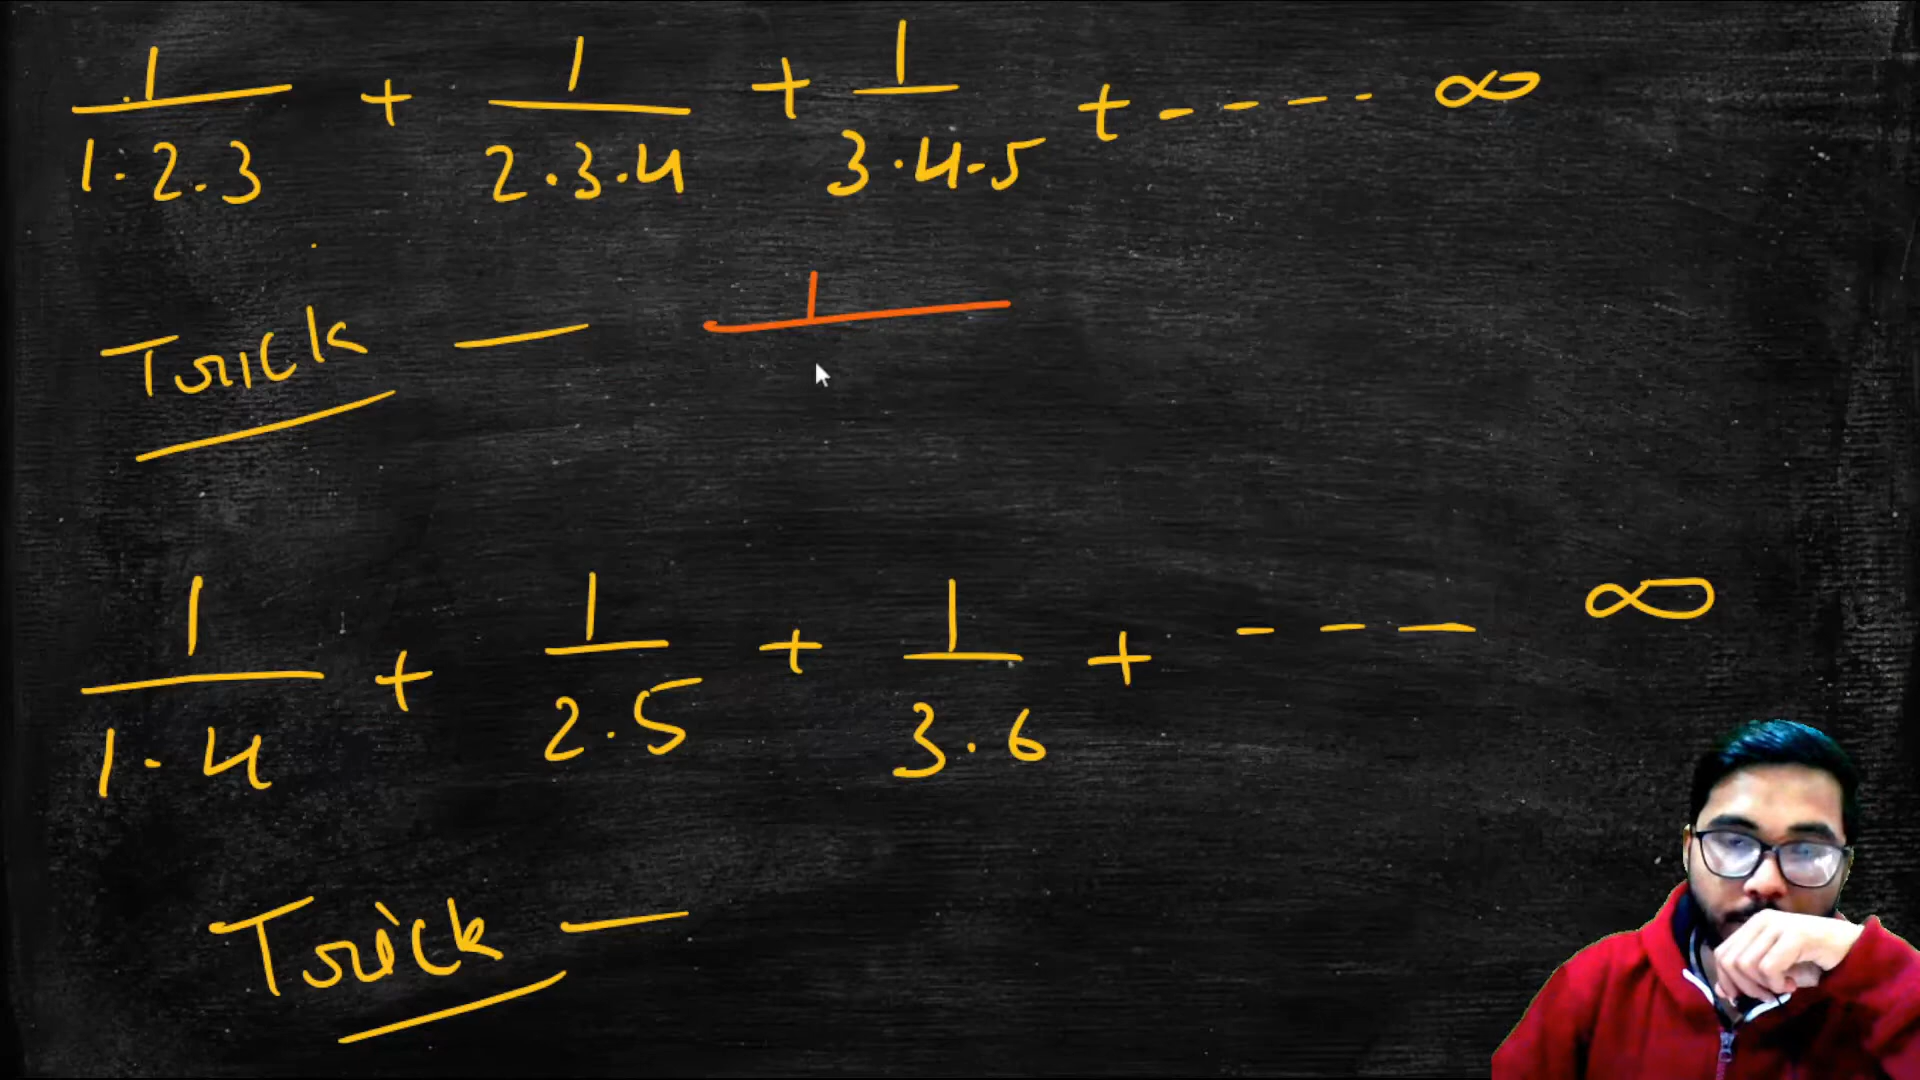 1/1·2·3 + 1/2·3·4 + 1/3·4·5 + ---- ∞
Trick — 1/
1/1·4 + 1/2·5 + 1/3·6 + --- ∞
Trick —